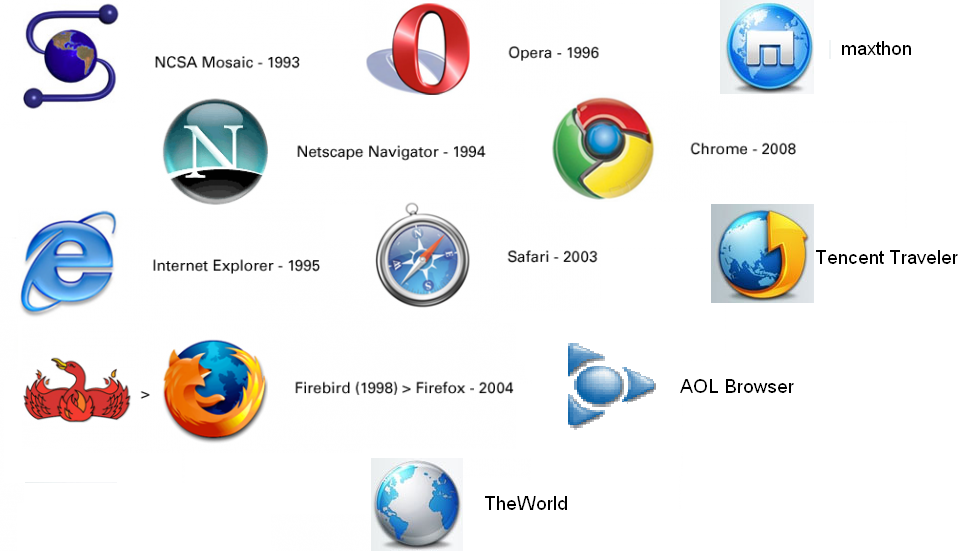 NCSA Mosaic - 1993
Opera - 1996
maxthon
Netscape Navigator - 1994
Chrome - 2008
Internet Explorer - 1995
Safari - 2003
Tencent Traveler
>
Firebird (1998) > Firefox - 2004
AOL Browser
TheWorld
N
N
E
S
W
m